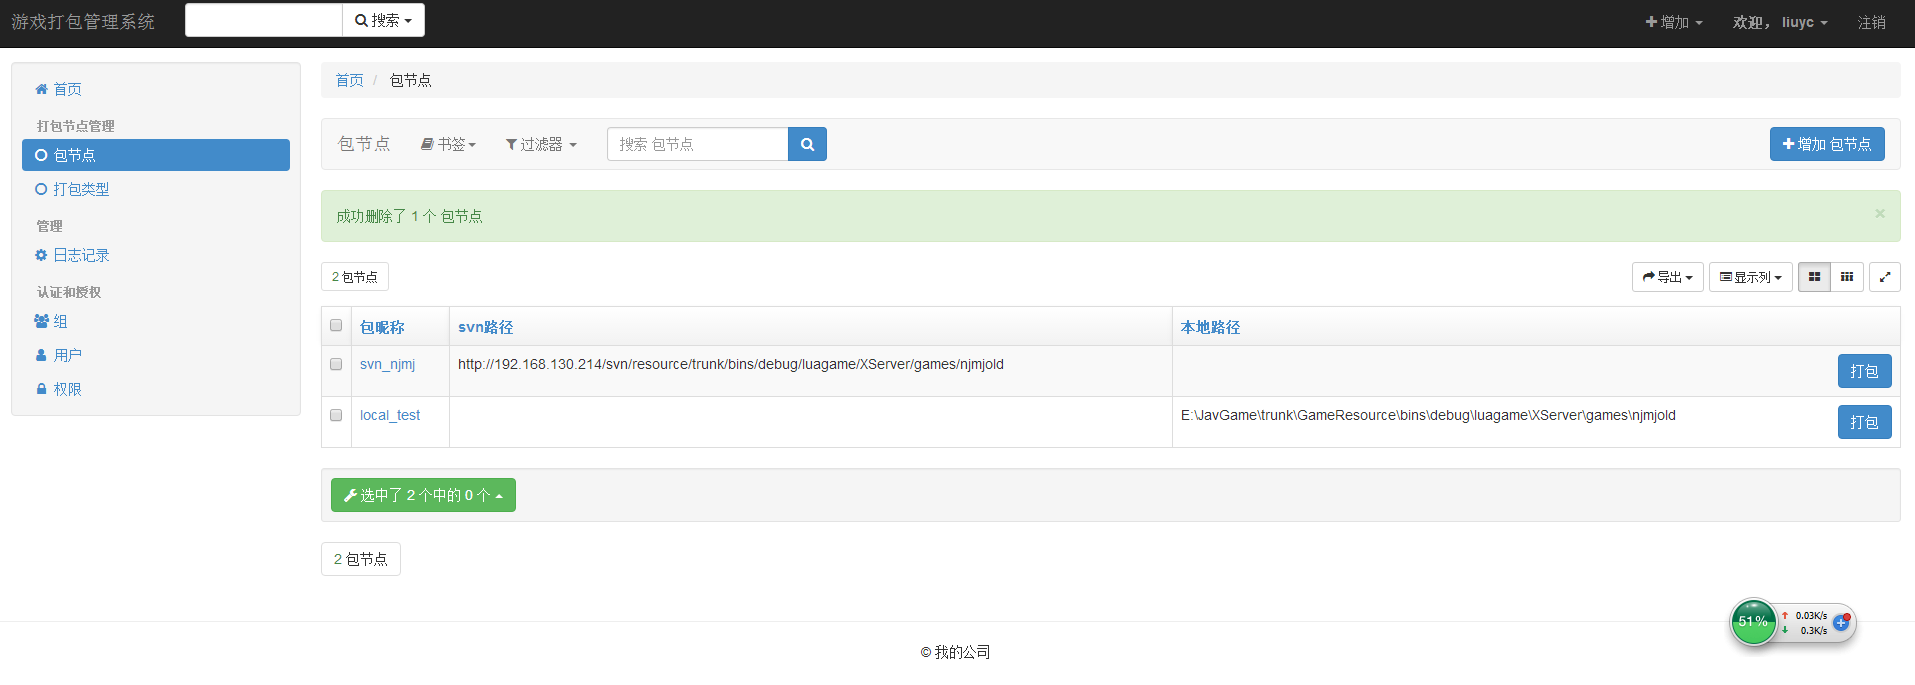 游戏打包管理系统 搜索 增加 欢迎， liuyc 注销
首页
打包节点管理
包节点
打包类型
管理
日志记录
认证和授权
组
用户
权限
首页 / 包节点
包节点 书签 过滤器 搜索 包节点 增加 包节点
成功删除了 1 个 包节点 ×
2 包节点 导出 显示列
包昵称 svn路径 本地路径
svn_njmj http://192.168.130.214/svn/resource/trunk/bins/debug/luagame/XServer/games/njmjold 打包
local_test E:\JavGame\trunk\GameResource\bins\debug\luagame\XServer\games\njmjold 打包
选中了 2 个中的 0 个
2 包节点
51% 0.03K/s
0.3K/s
© 我的公司